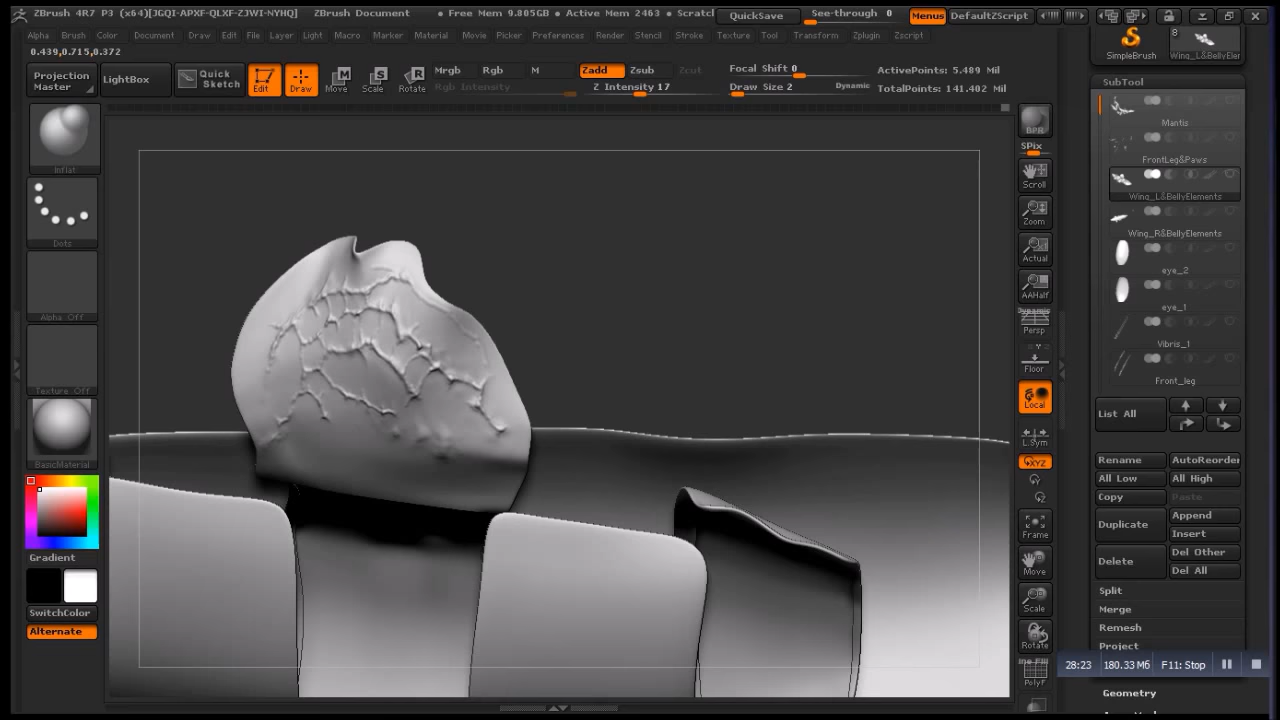 ZBrush 4R7 P3 (x64)[JGQI-APXF-QLXF-ZJWI-NYHQ] ZBrush Document ● Free Mem 9.805GB ● Active Mem 2463 ● Scratcl QuickSave See-through 0 Menus DefaultZScript
Alpha Brush Color Document Draw Edit File Layer Light Macro Marker Material Movie Picker Preferences Render Stencil Stroke Texture Tool Transform Zplugin Zscript
0.439,0.715,0.372
Projection Master
LightBox
Quick Sketch
Edit
Draw
Move
Scale
Rotate
Mrgb Rgb M
Rgb Intensity
Zadd Zsub Zcut
Z Intensity 17
Focal Shift 0
Draw Size 2 Dynamic
ActivePoints: 5.489 Mil
TotalPoints: 141.402 Mil
Inflat
Dots
Alpha Off
Texture Off
BasicMaterial
Gradient
SwitchColor
Alternate
BPR
SPix
Scroll
Zoom
Actual
AAHalf
Dynamic
Persp
Floor
Local
L.Sym
XYZ
Frame
Move
Scale
Rotate
PolyF
SimpleBrush
8
Wing_L&BellyEler
SubTool
Mantis
FrontLeg&Paws
Wing_L&BellyElements
Wing_R&BellyElements
eye_2
eye_1
Vibris_1
Front_leg
List All
Rename AutoReorder
All Low All High
Copy Paste
Duplicate Append
Insert
Delete Del Other
Del All
Split
Merge
Remesh
Project
28:23 180.33 Мб F11: Stop
Geometry